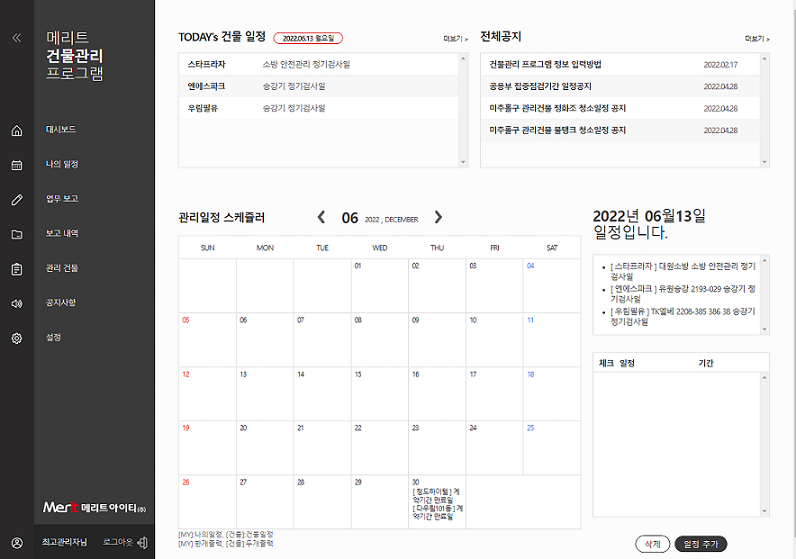 메리트
건물관리
프로그램
대시보드
나의 일정
업무 보고
보고 내역
관리 건물
공지사항
설정
Merit 메리트아이티(주)
최고관리자님 로그아웃
TODAY's 건물 일정 2022.06.13 월요일 더보기 »
스타프라자 소방 안전관리 정기검사일
엔에스파크 승강기 정기검사일
우림필유 승강기 정기검사일
전체공지 더보기 »
건물관리 프로그램 정보 입력방법 2022.02.17
공용부 집중점검기간 일정공지 2022.04.28
미주홀구 관리건물 정화조 청소일정 공지 2022.04.28
미주홀구 관리건물 물탱크 청소일정 공지 2022.04.28
관리일정 스케쥴러 06 2022 , DECEMBER
SUN MON TUE WED THU FRI SAT
01 02 03 04
05 06 07 08 09 10 11
12 13 14 15 16 17 18
19 20 21 22 23 24 25
26 27 28 29 30
[ 청도하이빌 ] 계
약기간 만료일
[ 다우빌101동 ] 계
약기간 만료일
[MY]:나의일정, [건물]:건물일정
[MY]:한개클릭, [건물]:두개클릭
2022년 06월13일
일정입니다.
• [ 스타프라자 ] 대원소방 소방 안전관리 정기
검사일
• [ 엔에스파크 ] 유원승강 2193-029 승강기 정
기검사일
• [ 우림필유 ] TK엘베 2208-385 386 38 승강기
정기검사일
체크 일정 기간
삭제 일정 추가